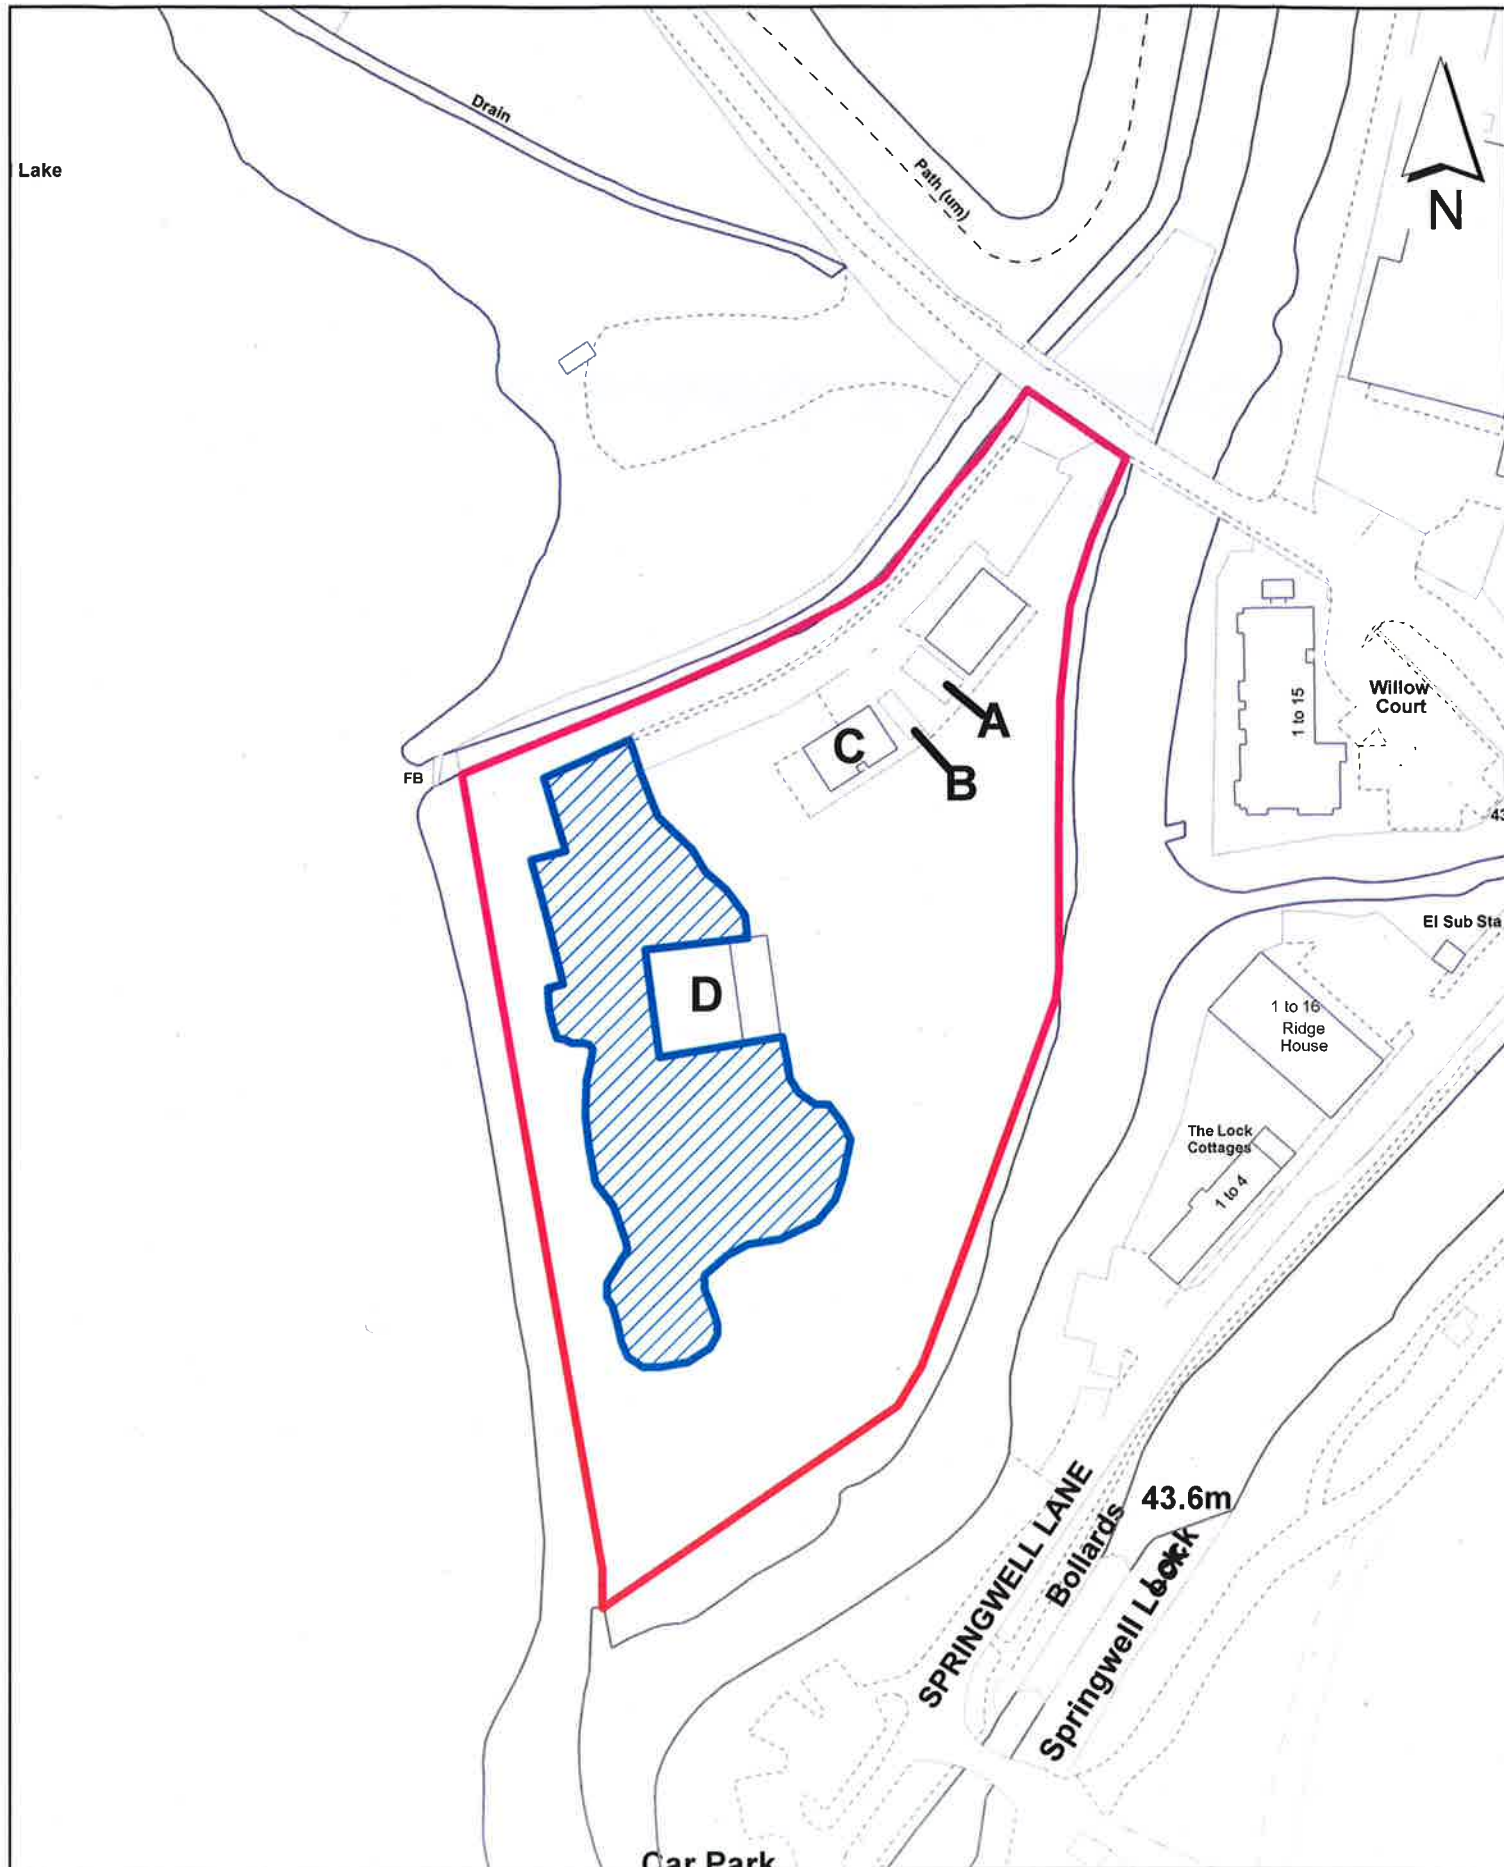 Drain
Lake
Path (um)
N
A
C
B
FB
1 to 15
Willow
Court
43
El Sub Sta
D
1 to 16
Ridge
House
The Lock
Cottages
1 to 4
43.6m
SPRINGWELL LANE
Bollards
Springwell Lock
Car Park